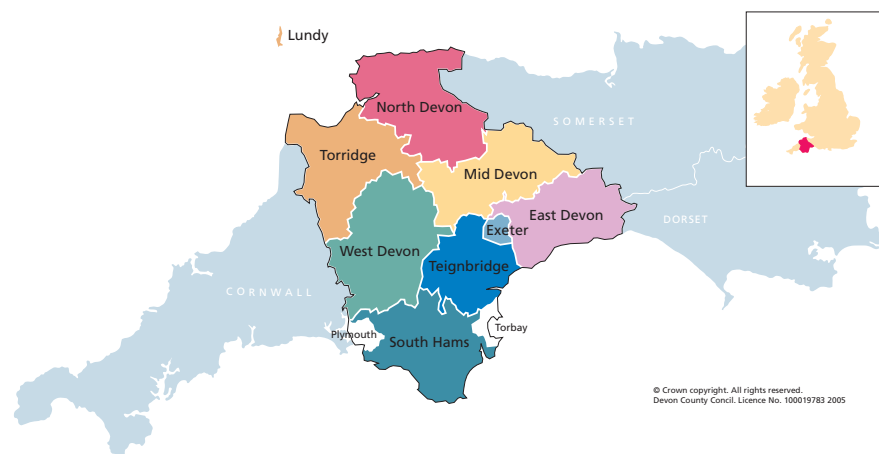 Lundy
North Devon
SOMERSET
Torridge
Mid Devon
East Devon
DORSET
Exeter
West Devon
Teignbridge
CORNWALL
Plymouth
Torbay
South Hams
© Crown copyright. All rights reserved.
Devon County Concil. Licence No. 100019783 2005